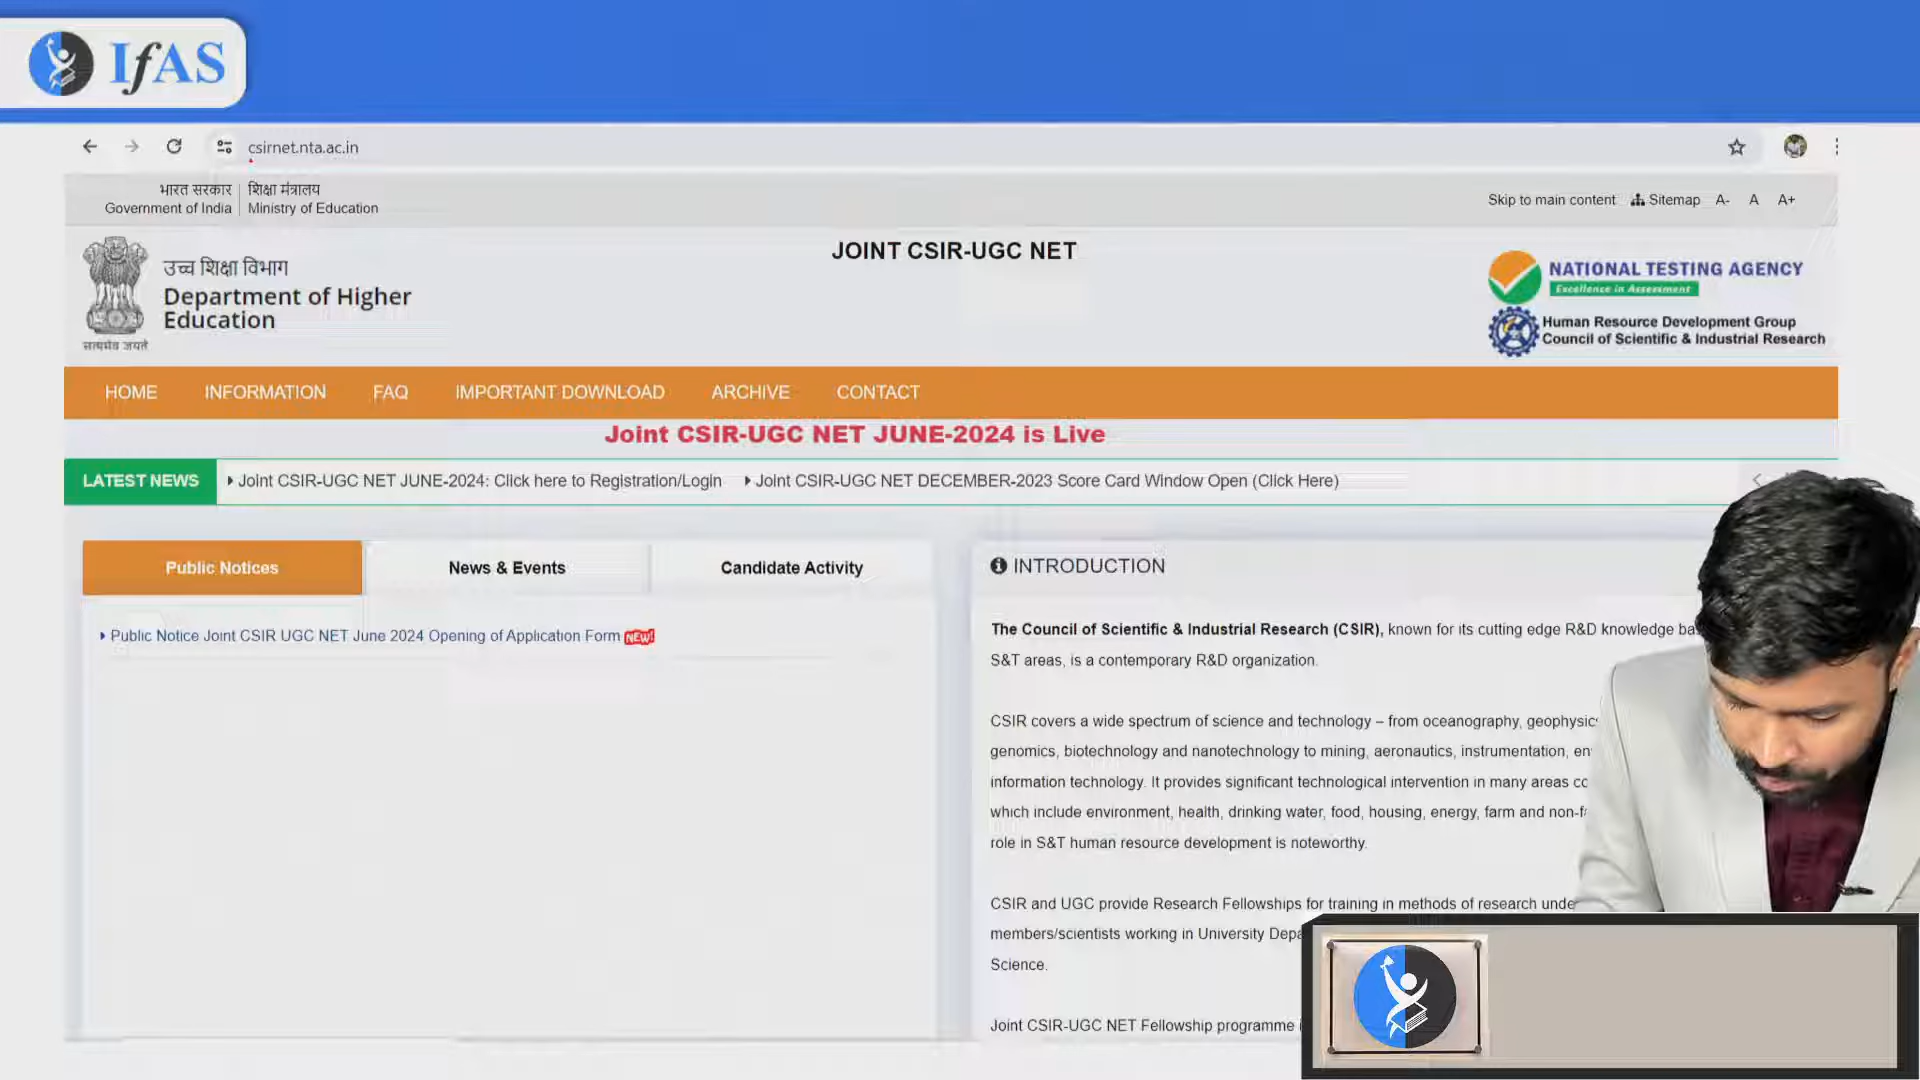 IfAS
csirnet.nta.ac.in
भारत सरकार
Government of India
शिक्षा मंत्रालय
Ministry of Education
Skip to main content Sitemap A- A A+
उच्च शिक्षा विभाग
Department of Higher
Education
सत्यमेव जयते
JOINT CSIR-UGC NET
NATIONAL TESTING AGENCY
Excellence in Assessment
Human Resource Development Group
Council of Scientific & Industrial Research
HOME INFORMATION FAQ IMPORTANT DOWNLOAD ARCHIVE CONTACT
Joint CSIR-UGC NET JUNE-2024 is Live
LATEST NEWS Joint CSIR-UGC NET JUNE-2024: Click here to Registration/Login Joint CSIR-UGC NET DECEMBER-2023 Score Card Window Open (Click Here)
Public Notices News & Events Candidate Activity
Public Notice Joint CSIR UGC NET June 2024 Opening of Application Form NEW!
INTRODUCTION
The Council of Scientific & Industrial Research (CSIR), known for its cutting edge R&D knowledge
S&T areas, is a contemporary R&D organization.
CSIR covers a wide spectrum of science and technology – from oceanography,
genomics, biotechnology and nanotechnology to mining, aeronautics, instrumentation,
information technology. It provides significant technological intervention in many areas
which include environment, health, drinking water, food, housing, energy, farm and
role in S&T human resource development is noteworthy.
CSIR and UGC provide Research Fellowships for training in methods of research
members/scientists working in University
Science.
Joint CSIR-UGC NET Fellowship programme